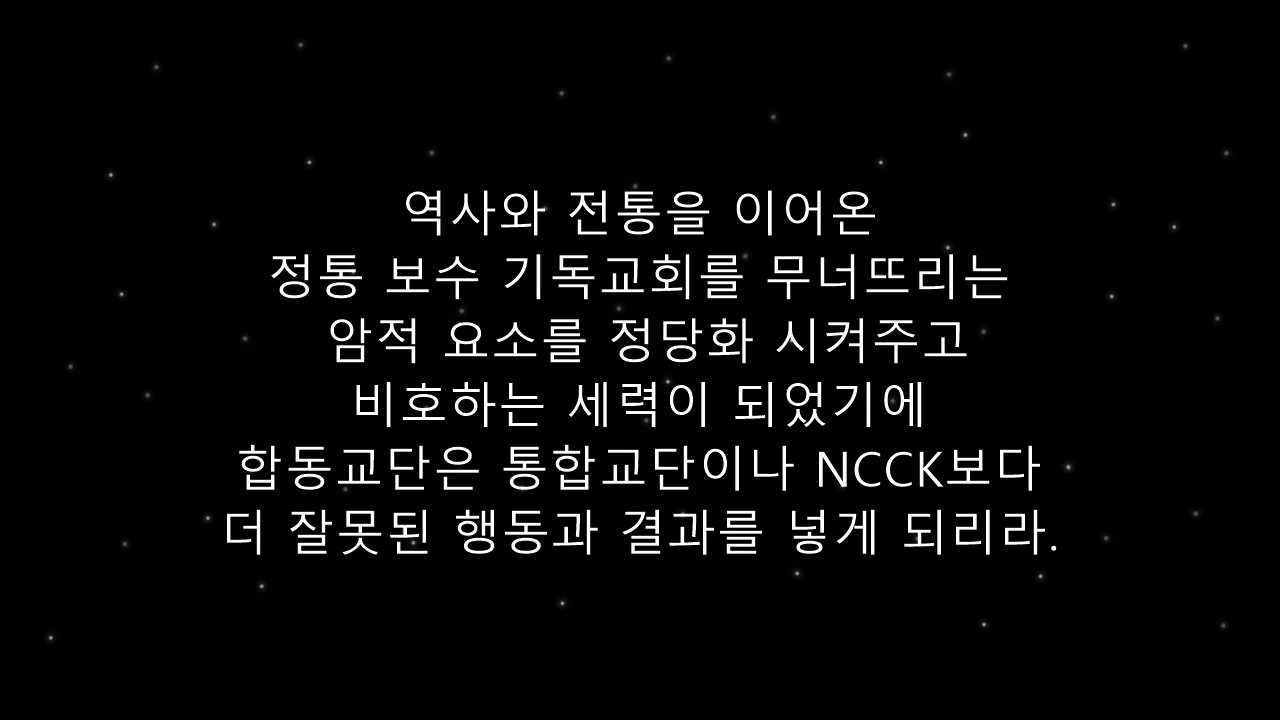 역사와 전통을 이어온
정통 보수 기독교회를 무너뜨리는
암적 요소를 정당화 시켜주고
비호하는 세력이 되었기에
합동교단은 통합교단이나 NCCK보다
더 잘못된 행동과 결과를 넣게 되리라.